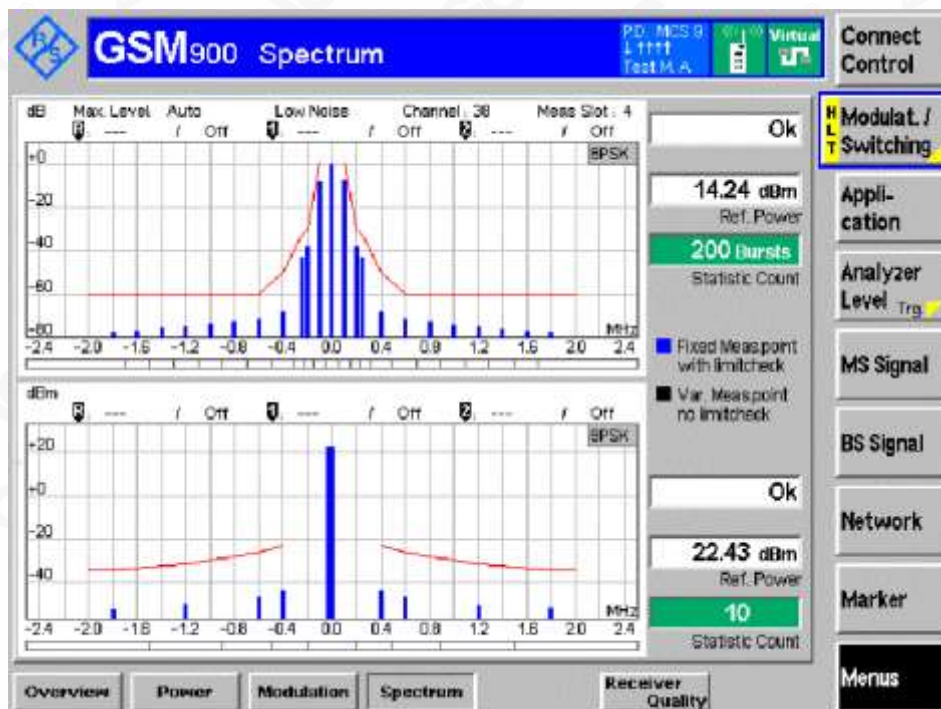 R S
GSM900 Spectrum
P.D. MCS 9
Test M. A.
Virtual
Connect
Control
dB Max. Level Auto Low Noise Channel: 38 Meas Slot: 4
--- / Off 1: --- / Off 2: --- / Off
8PSK
+0
-20
-40
-60
-80
MHz
-2.4 -2.0 -1.6 -1.2 -0.8 -0.4 0.0 0.4 0.8 1.2 1.6 2.0 2.4
Ok
14.24 dBm
Ref. Power
200 Bursts
Statistic Count
Fixed Meas.point
with limitcheck
Var. Meas.point
no limitcheck
dBm
--- / Off 1: --- / Off 2: --- / Off
8PSK
+20
+0
-20
-40
MHz
-2.4 -2.0 -1.6 -1.2 -0.8 -0.4 0.0 0.4 0.8 1.2 1.6 2.0 2.4
Ok
22.43 dBm
Ref. Power
10
Statistic Count
HLT
Modulat. /
Switching
Appli-
cation
Analyzer
Level Trg.
MS Signal
BS Signal
Network
Marker
Menus
Overview Power Modulation Spectrum Receiver
Quality